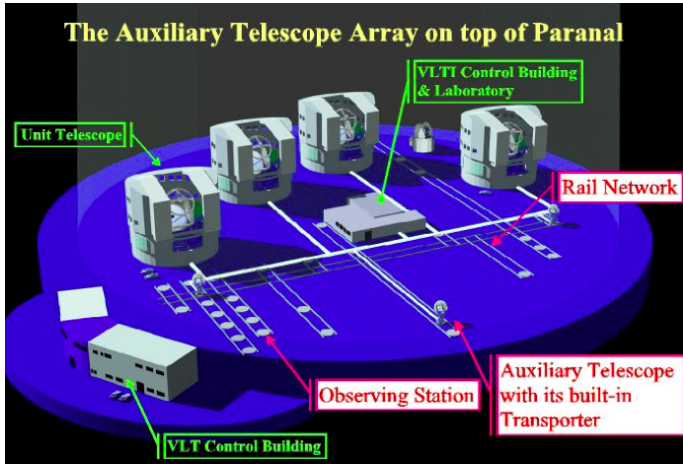 The Auxiliary Telescope Array on top of Paranal
VLTI Control Building
& Laboratory
Unit Telescope
Rail Network
Observing Station
Auxiliary Telescope
with its built-in
Transporter
VLT Control Building